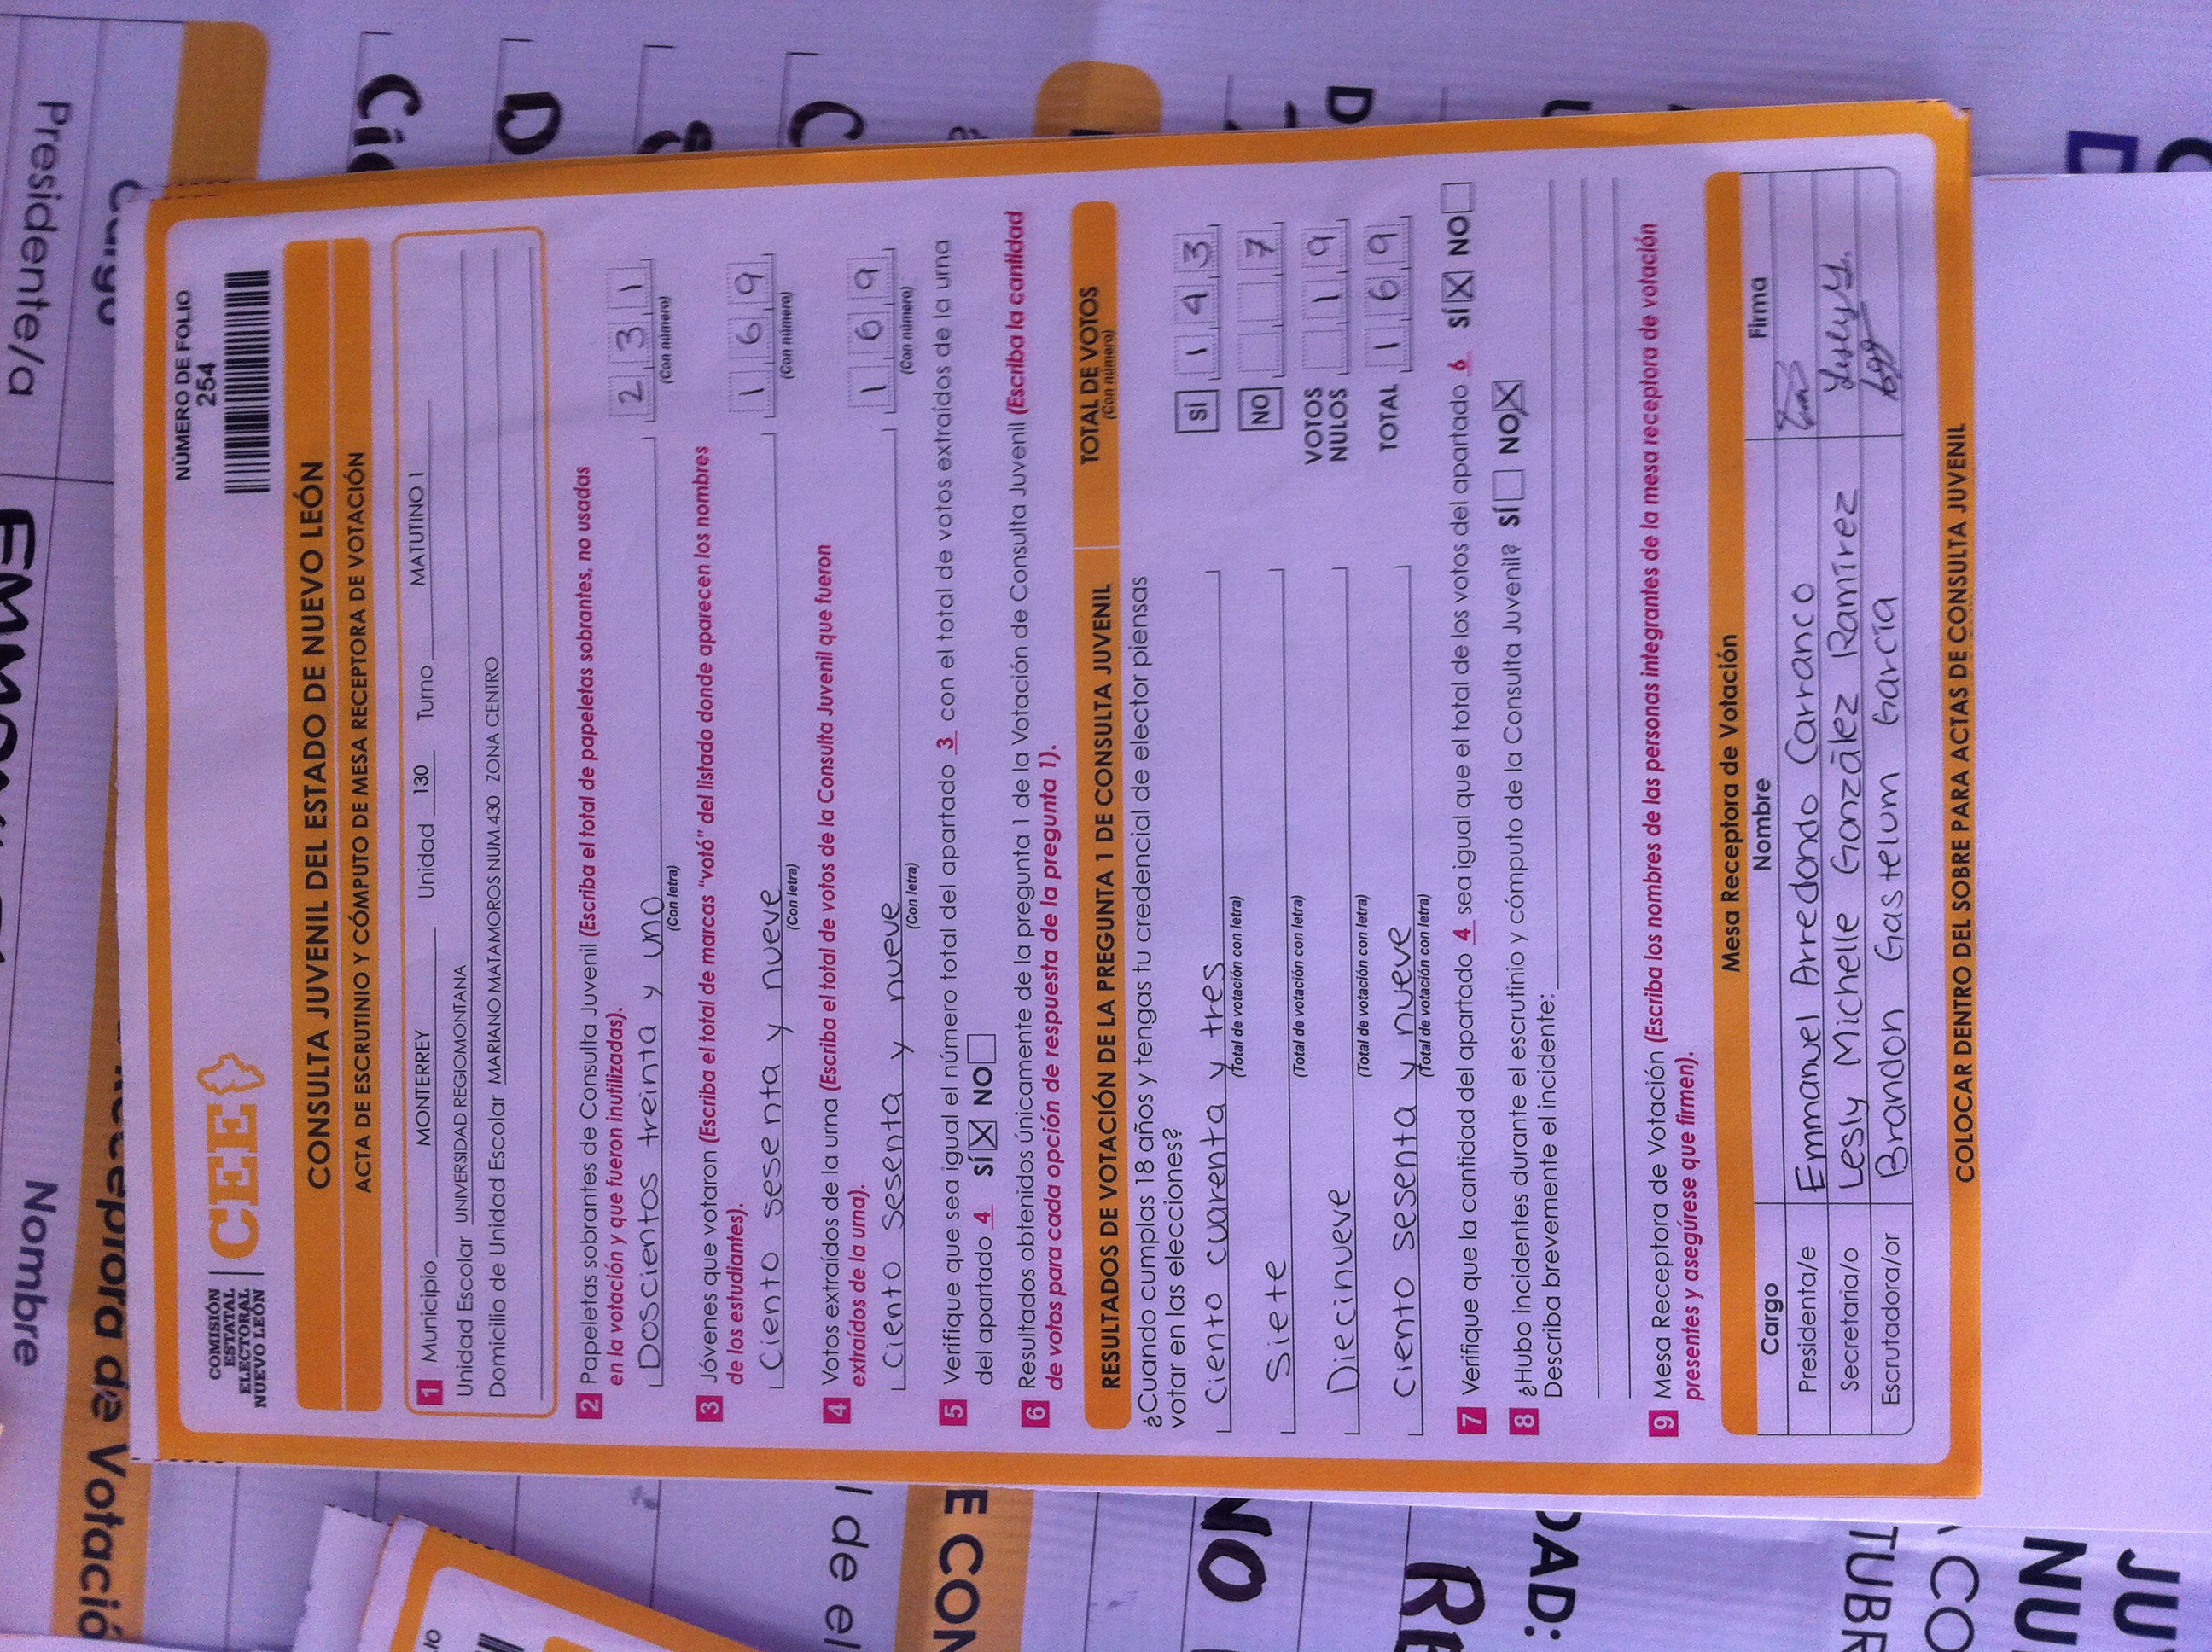 NÚMERO DE FOLIO
254
COMISIÓN
ESTATAL
ELECTORAL
NUEVO LEÓN
CEE
CONSULTA JUVENIL DEL ESTADO DE NUEVO LEÓN
ACTA DE ESCRUTINIO Y CÓMPUTO DE MESA RECEPTORA DE VOTACIÓN
1 Municipio MONTERREY Unidad 130 Turno MATUTINO 1
Unidad Escolar UNIVERSIDAD REGIOMONTANA
Domicilio de Unidad Escolar MARIANO MATAMOROS NUM.430 ZONA CENTRO
2 Papeletas sobrantes de Consulta Juvenil (Escriba el total de papeletas sobrantes, no usadas
en la votación y que fueron inutilizadas).
Doscientos treinta y uno 2 3 1
(Con letra) (Con número)
3 Jóvenes que votaron (Escriba el total de marcas "votó" del listado donde aparecen los nombres
de los estudiantes).
Ciento sesenta y nueve 1 6 9
(Con letra) (Con número)
4 Votos extraídos de la urna (Escriba el total de votos de la Consulta Juvenil que fueron
extraídos de la urna).
Ciento sesenta y nueve 1 6 9
(Con letra) (Con número)
5 Verifique que sea igual el número total del apartado 3 con el total de votos extraídos de la urna
del apartado 4 SÍ X NO
6 Resultados obtenidos únicamente de la pregunta 1 de la Votación de Consulta Juvenil (Escriba la cantidad
de votos para cada opción de respuesta de la pregunta 1).
RESULTADOS DE VOTACIÓN DE LA PREGUNTA 1 DE CONSULTA JUVENIL TOTAL DE VOTOS
(Con número)
¿Cuando cumplas 18 años y tengas tu credencial de elector piensas
votar en las elecciones?
Ciento cuarenta y tres SÍ 1 4 3
(Total de votación con letra)
Siete NO 7
(Total de votación con letra)
Diecinueve VOTOS NULOS 1 9
(Total de votación con letra)
Ciento sesenta y nueve TOTAL 1 6 9
(Total de votación con letra)
7 Verifique que la cantidad del apartado 4 sea igual que el total de los votos del apartado 6 SÍ X NO
8 ¿Hubo incidentes durante el escrutinio y cómputo de la Consulta Juvenil? SÍ NO X
Describa brevemente el incidente:
9 Mesa Receptora de Votación (Escriba los nombres de las personas integrantes de la mesa receptora de votación
presentes y asegúrese que firmen).
Mesa Receptora de Votación
Cargo Nombre Firma
Presidenta/e Emmanuel Arredondo Carranco
Secretaria/o Lesly Michelle González Ramírez Lesly
Escrutadora/or Brandon Gastelum García
COLOCAR DENTRO DEL SOBRE PARA ACTAS DE CONSULTA JUVENIL
Presidente/a
Nombre
Cargo
de Votació
l de el
E CON
NO
DAD:
TUBR
NU
JU